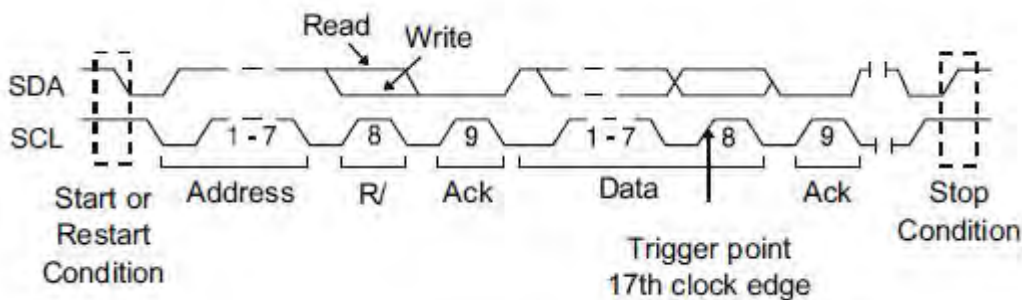 Read
Write
SDA
SCL
1 - 7
8
9
1 - 7
8
9
Address
R/
Ack
Data
Ack
Start or
Restart
Condition
Stop
Condition
Trigger point
17th clock edge